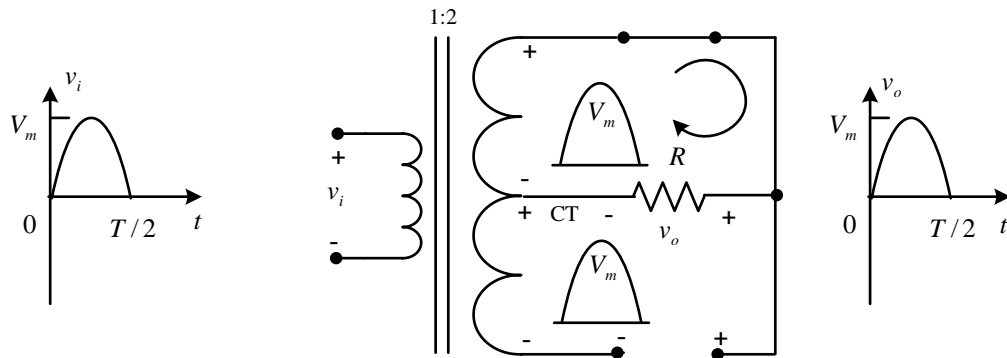 v_i
V_m
0
T / 2
t
1:2
+
v_i
-
+
V_m
-
R
+
CT
-
+
v_o
V_m
-
-
+
v_o
V_m
0
T / 2
t